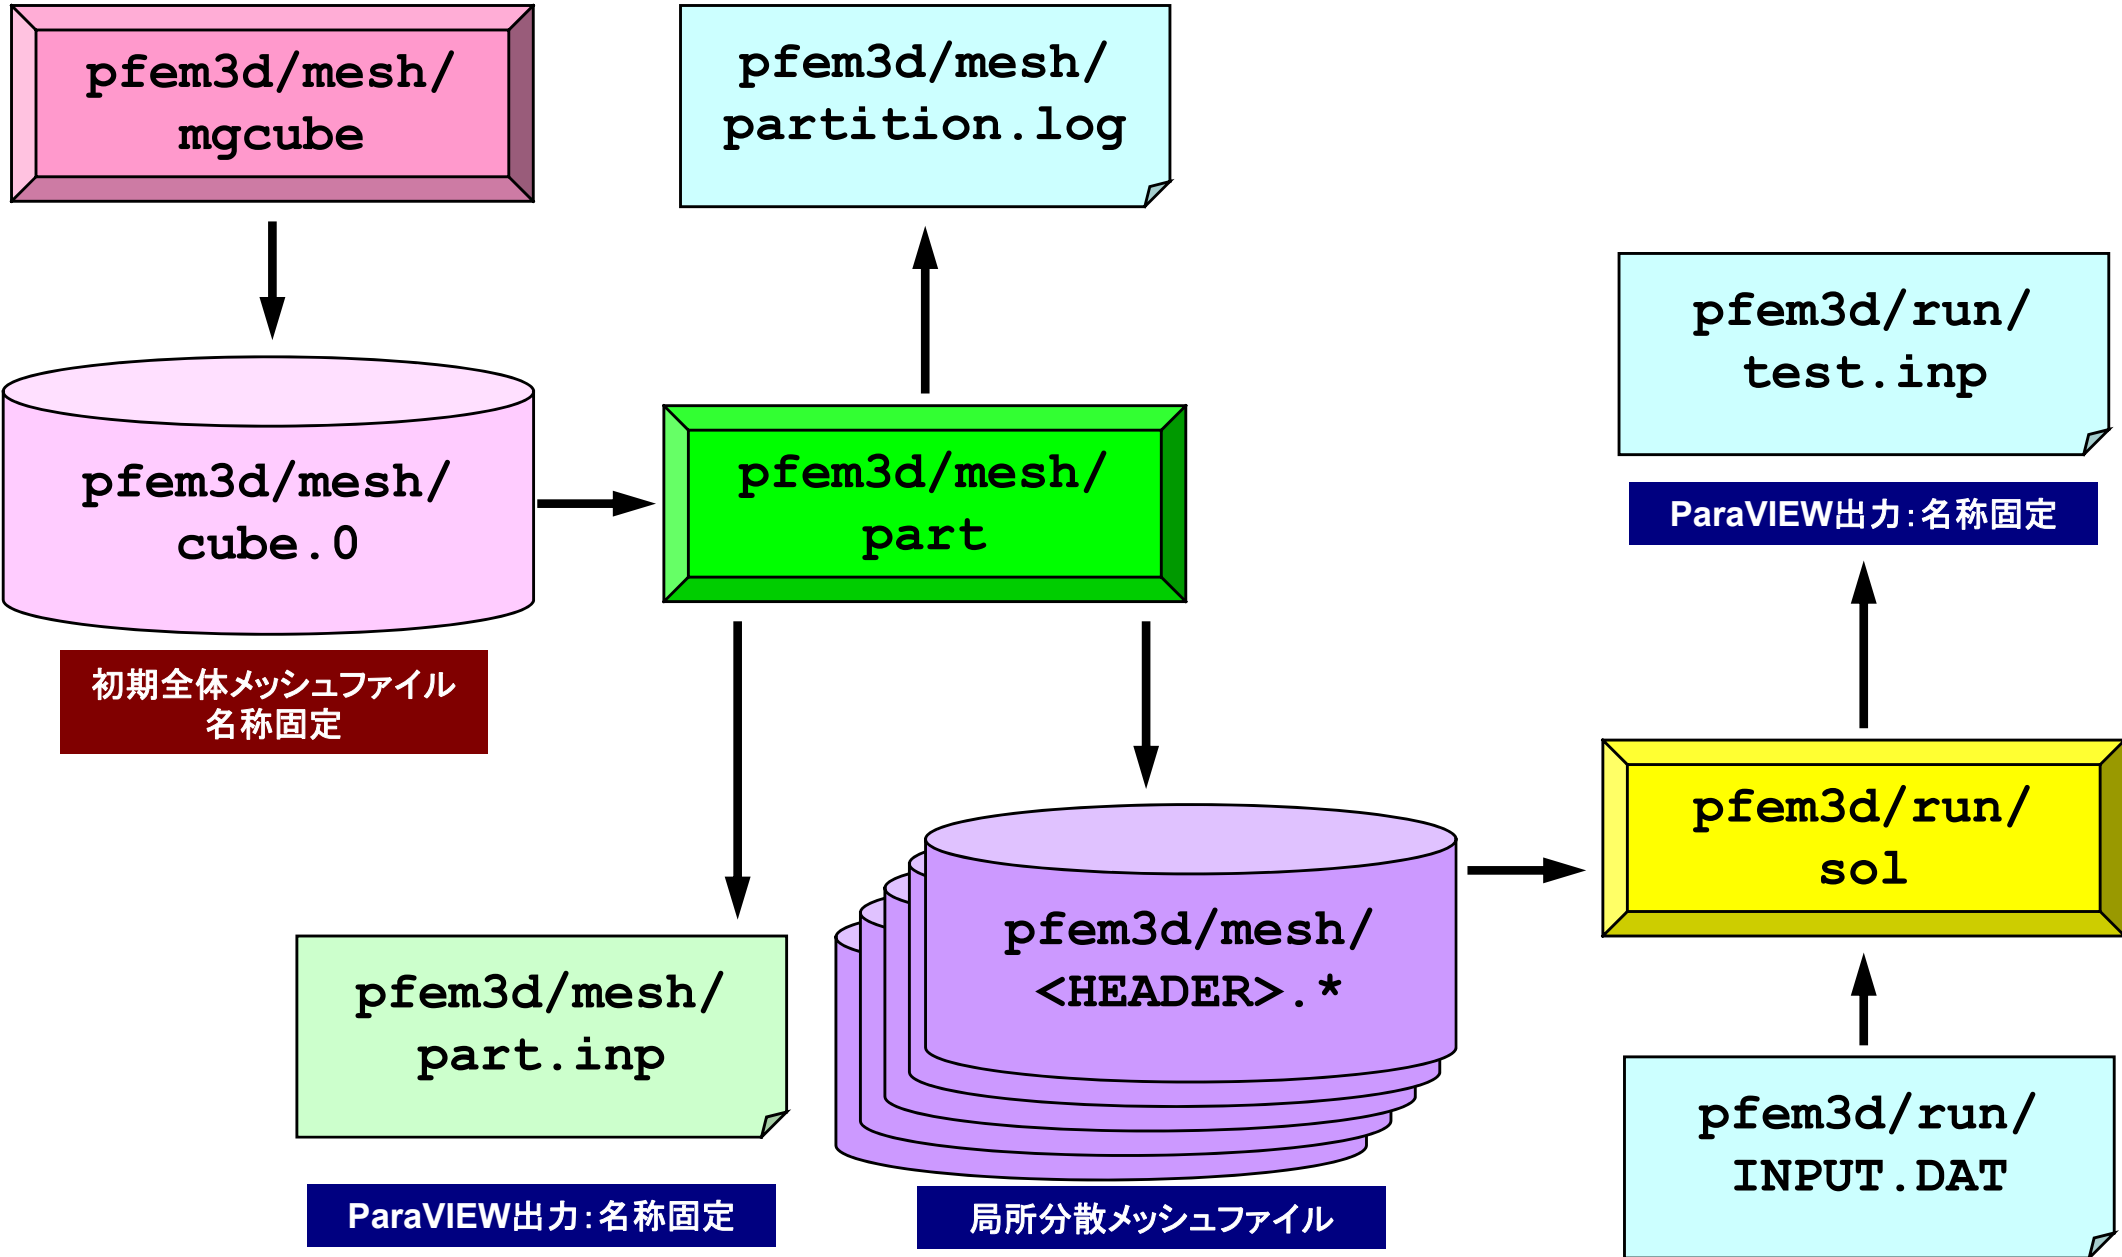 pfem3d/mesh/
mgcube
pfem3d/mesh/
partition.log
pfem3d/run/
test.inp
ParaVIEW出力：名称固定
pfem3d/mesh/
cube.0
初期全体メッシュファイル
名称固定
pfem3d/mesh/
part
pfem3d/run/
sol
pfem3d/mesh/
part.inp
ParaVIEW出力：名称固定
pfem3d/mesh/
<HEADER>.*
局所分散メッシュファイル
pfem3d/run/
INPUT.DAT